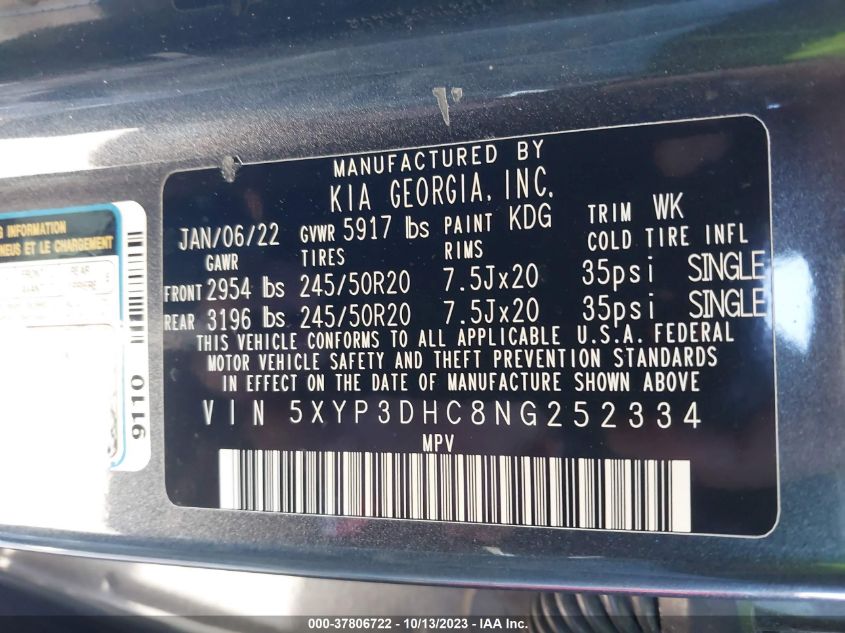 MANUFACTURED BY
KIA GEORGIA, INC.
JAN/06/22 GVWR 5917 lbs PAINT KDG TRIM WK
GAWR TIRES RIMS COLD TIRE INFL
FRONT 2954 lbs 245/50R20 7.5Jx20 35psi SINGLE
REAR 3196 lbs 245/50R20 7.5Jx20 35psi SINGLE
THIS VEHICLE CONFORMS TO ALL APPLICABLE U.S.A. FEDERAL
MOTOR VEHICLE SAFETY AND THEFT PREVENTION STANDARDS
IN EFFECT ON THE DATE OF MANUFACTURE SHOWN ABOVE
VIN 5XYP3DHC8NG252334
MPV
INFORMATION
NEUS ET LE CHARGEMENT
9110
000-37806722 - 10/13/2023 - IAA Inc.